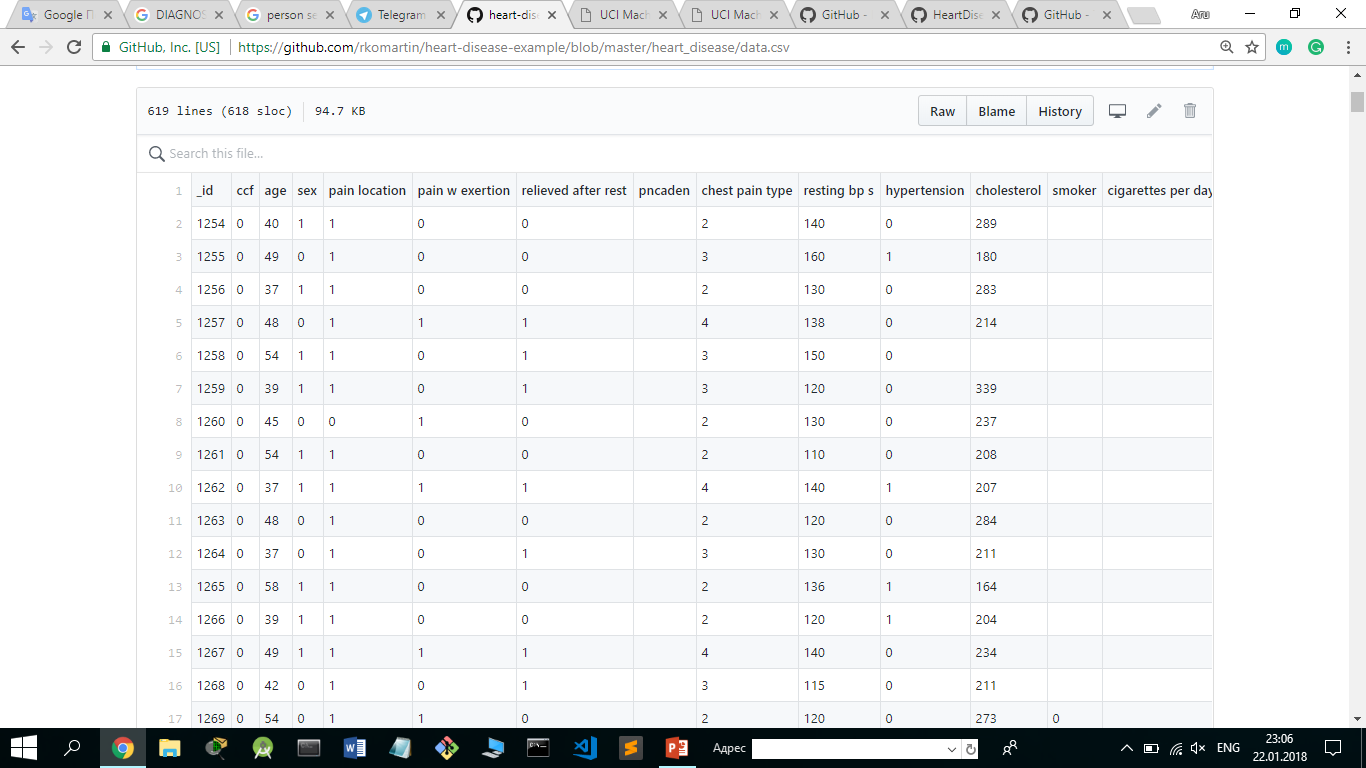 Google П DIAGNOS person se Telegram heart-dise UCI Mach UCI Mach GitHub - HeartDise GitHub - Aru
GitHub, Inc. [US] https://github.com/rkomartin/heart-disease-example/blob/master/heart_disease/data.csv m
619 lines (618 sloc) 94.7 KB Raw Blame History
Search this file...
1 _id ccf age sex pain location pain w exertion relieved after rest pncaden chest pain type resting bp s hypertension cholesterol smoker cigarettes per day
2 1254 0 40 1 1 0 0 2 140 0 289
3 1255 0 49 0 1 0 0 3 160 1 180
4 1256 0 37 1 1 0 0 2 130 0 283
5 1257 0 48 0 1 1 1 4 138 0 214
6 1258 0 54 1 1 0 1 3 150 0
7 1259 0 39 1 1 0 1 3 120 0 339
8 1260 0 45 0 0 1 0 2 130 0 237
9 1261 0 54 1 1 0 0 2 110 0 208
10 1262 0 37 1 1 1 1 4 140 1 207
11 1263 0 48 0 1 0 0 2 120 0 284
12 1264 0 37 0 1 0 1 3 130 0 211
13 1265 0 58 1 1 0 0 2 136 1 164
14 1266 0 39 1 1 0 0 2 120 1 204
15 1267 0 49 1 1 1 1 4 140 0 234
16 1268 0 42 0 1 0 1 3 115 0 211
17 1269 0 54 0 1 1 0 2 120 0 273 0
Адрес ENG 23:06
22.01.2018